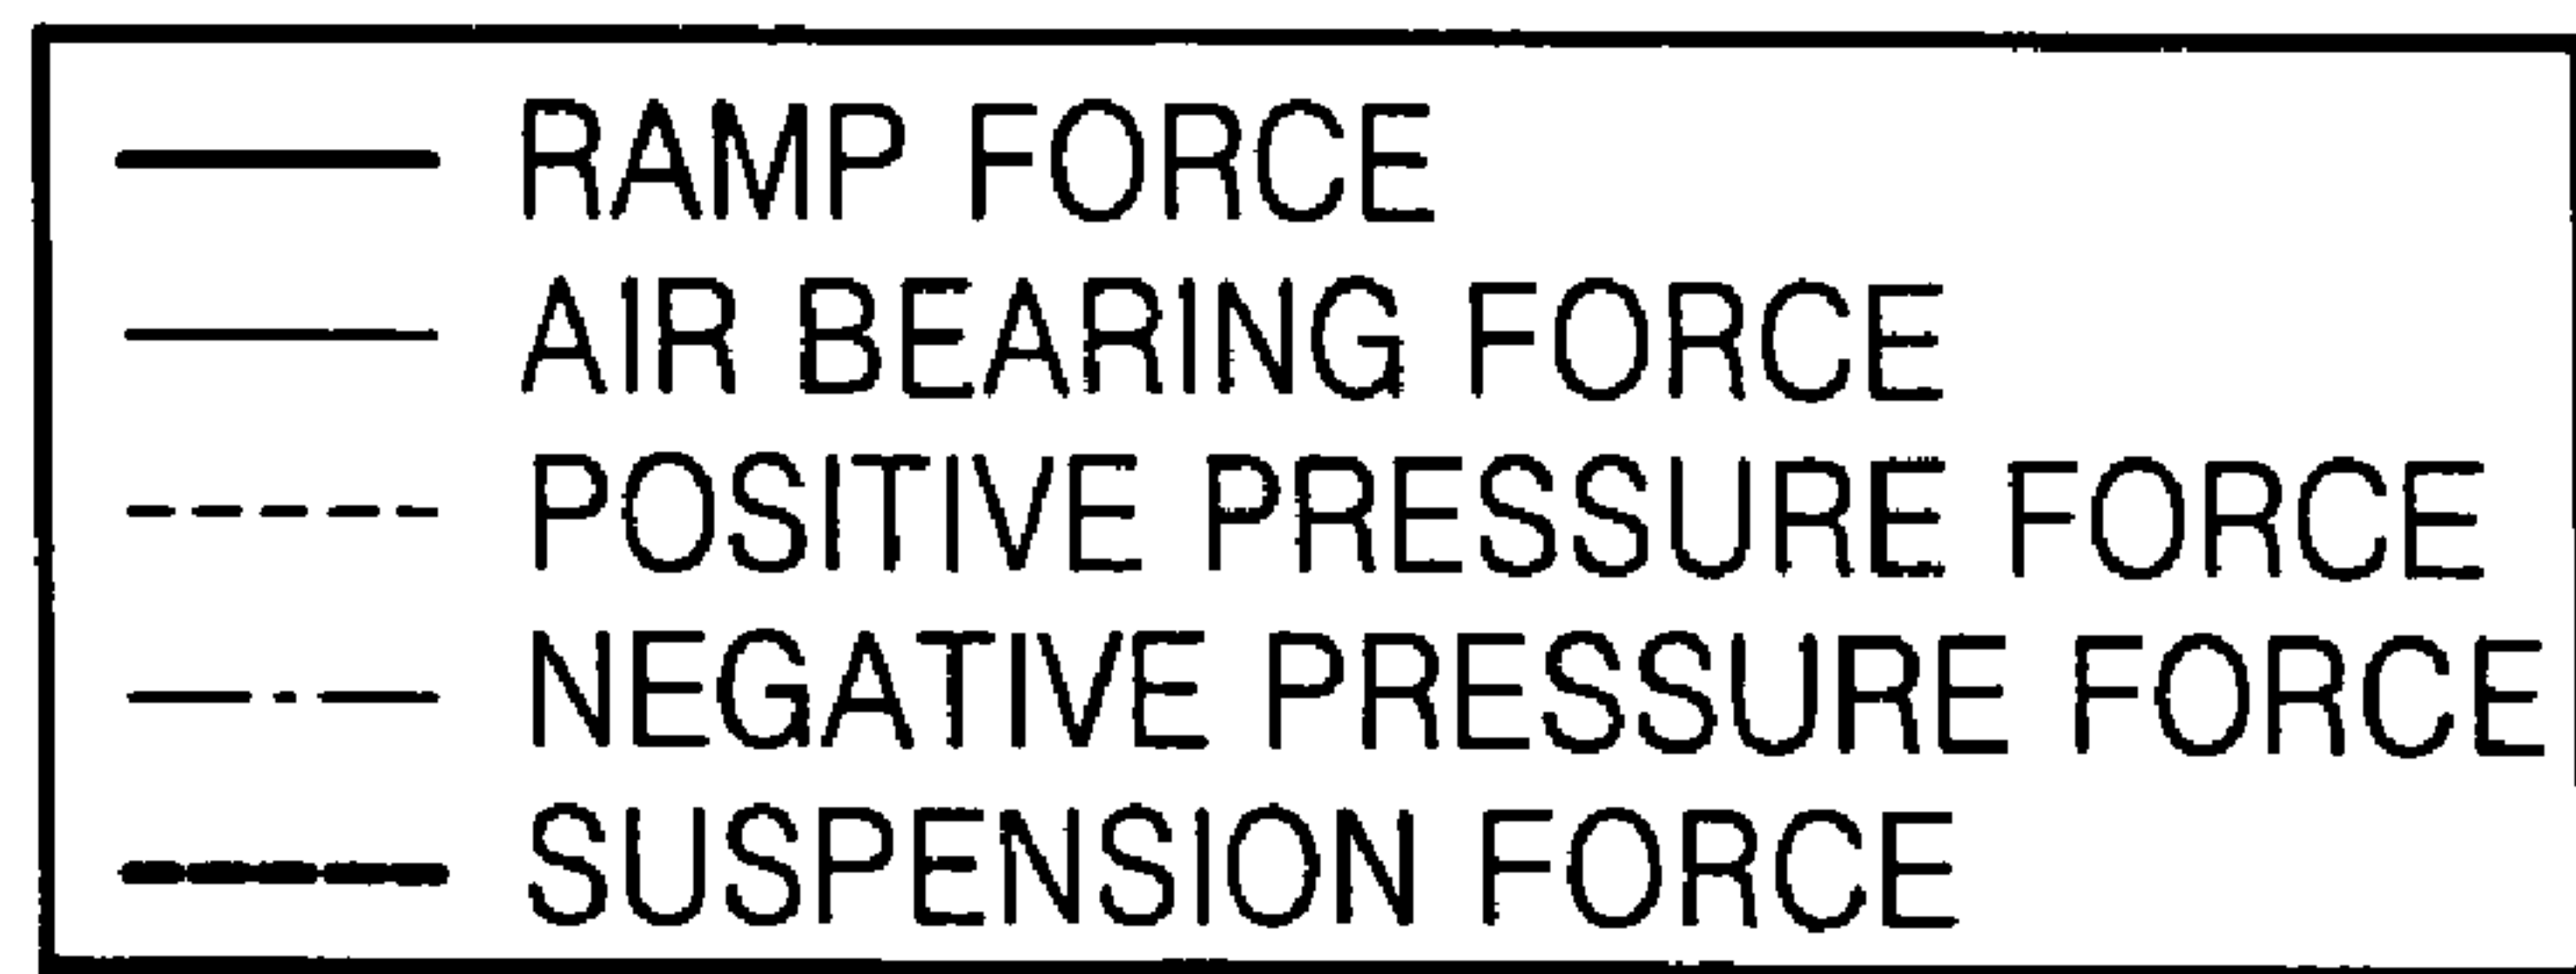 RAMP FORCE
AIR BEARING FORCE
POSITIVE PRESSURE FORCE
NEGATIVE PRESSURE FORCE
SUSPENSION FORCE